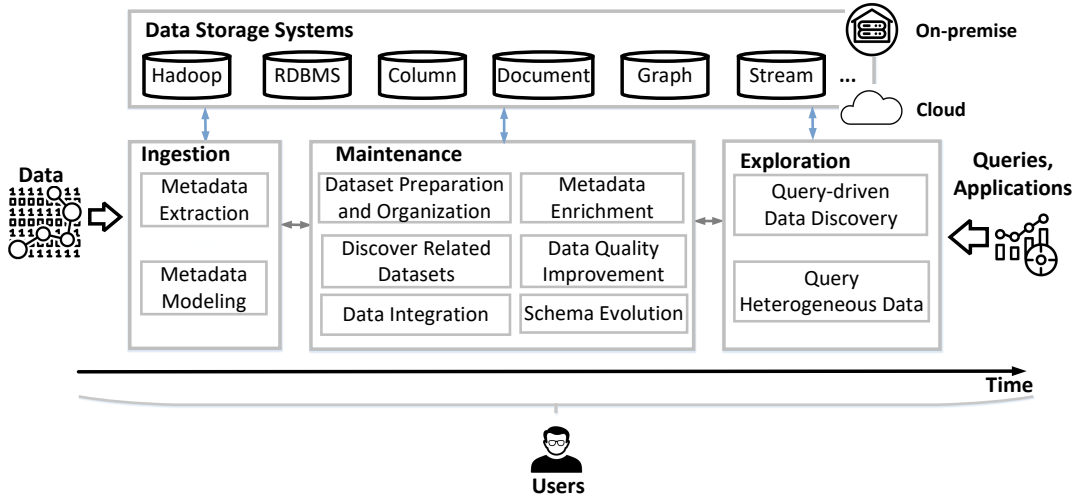 Data Storage Systems
Hadoop
RDBMS
Column
Document
Graph
Stream
...
On-premise
Cloud
Data
Ingestion
Metadata
Extraction
Metadata
Modeling
Maintenance
Dataset Preparation
and Organization
Metadata
Enrichment
Discover Related
Datasets
Data Quality
Improvement
Data Integration
Schema Evolution
Exploration
Query-driven
Data Discovery
Query
Heterogeneous Data
Queries,
Applications
Time
Users